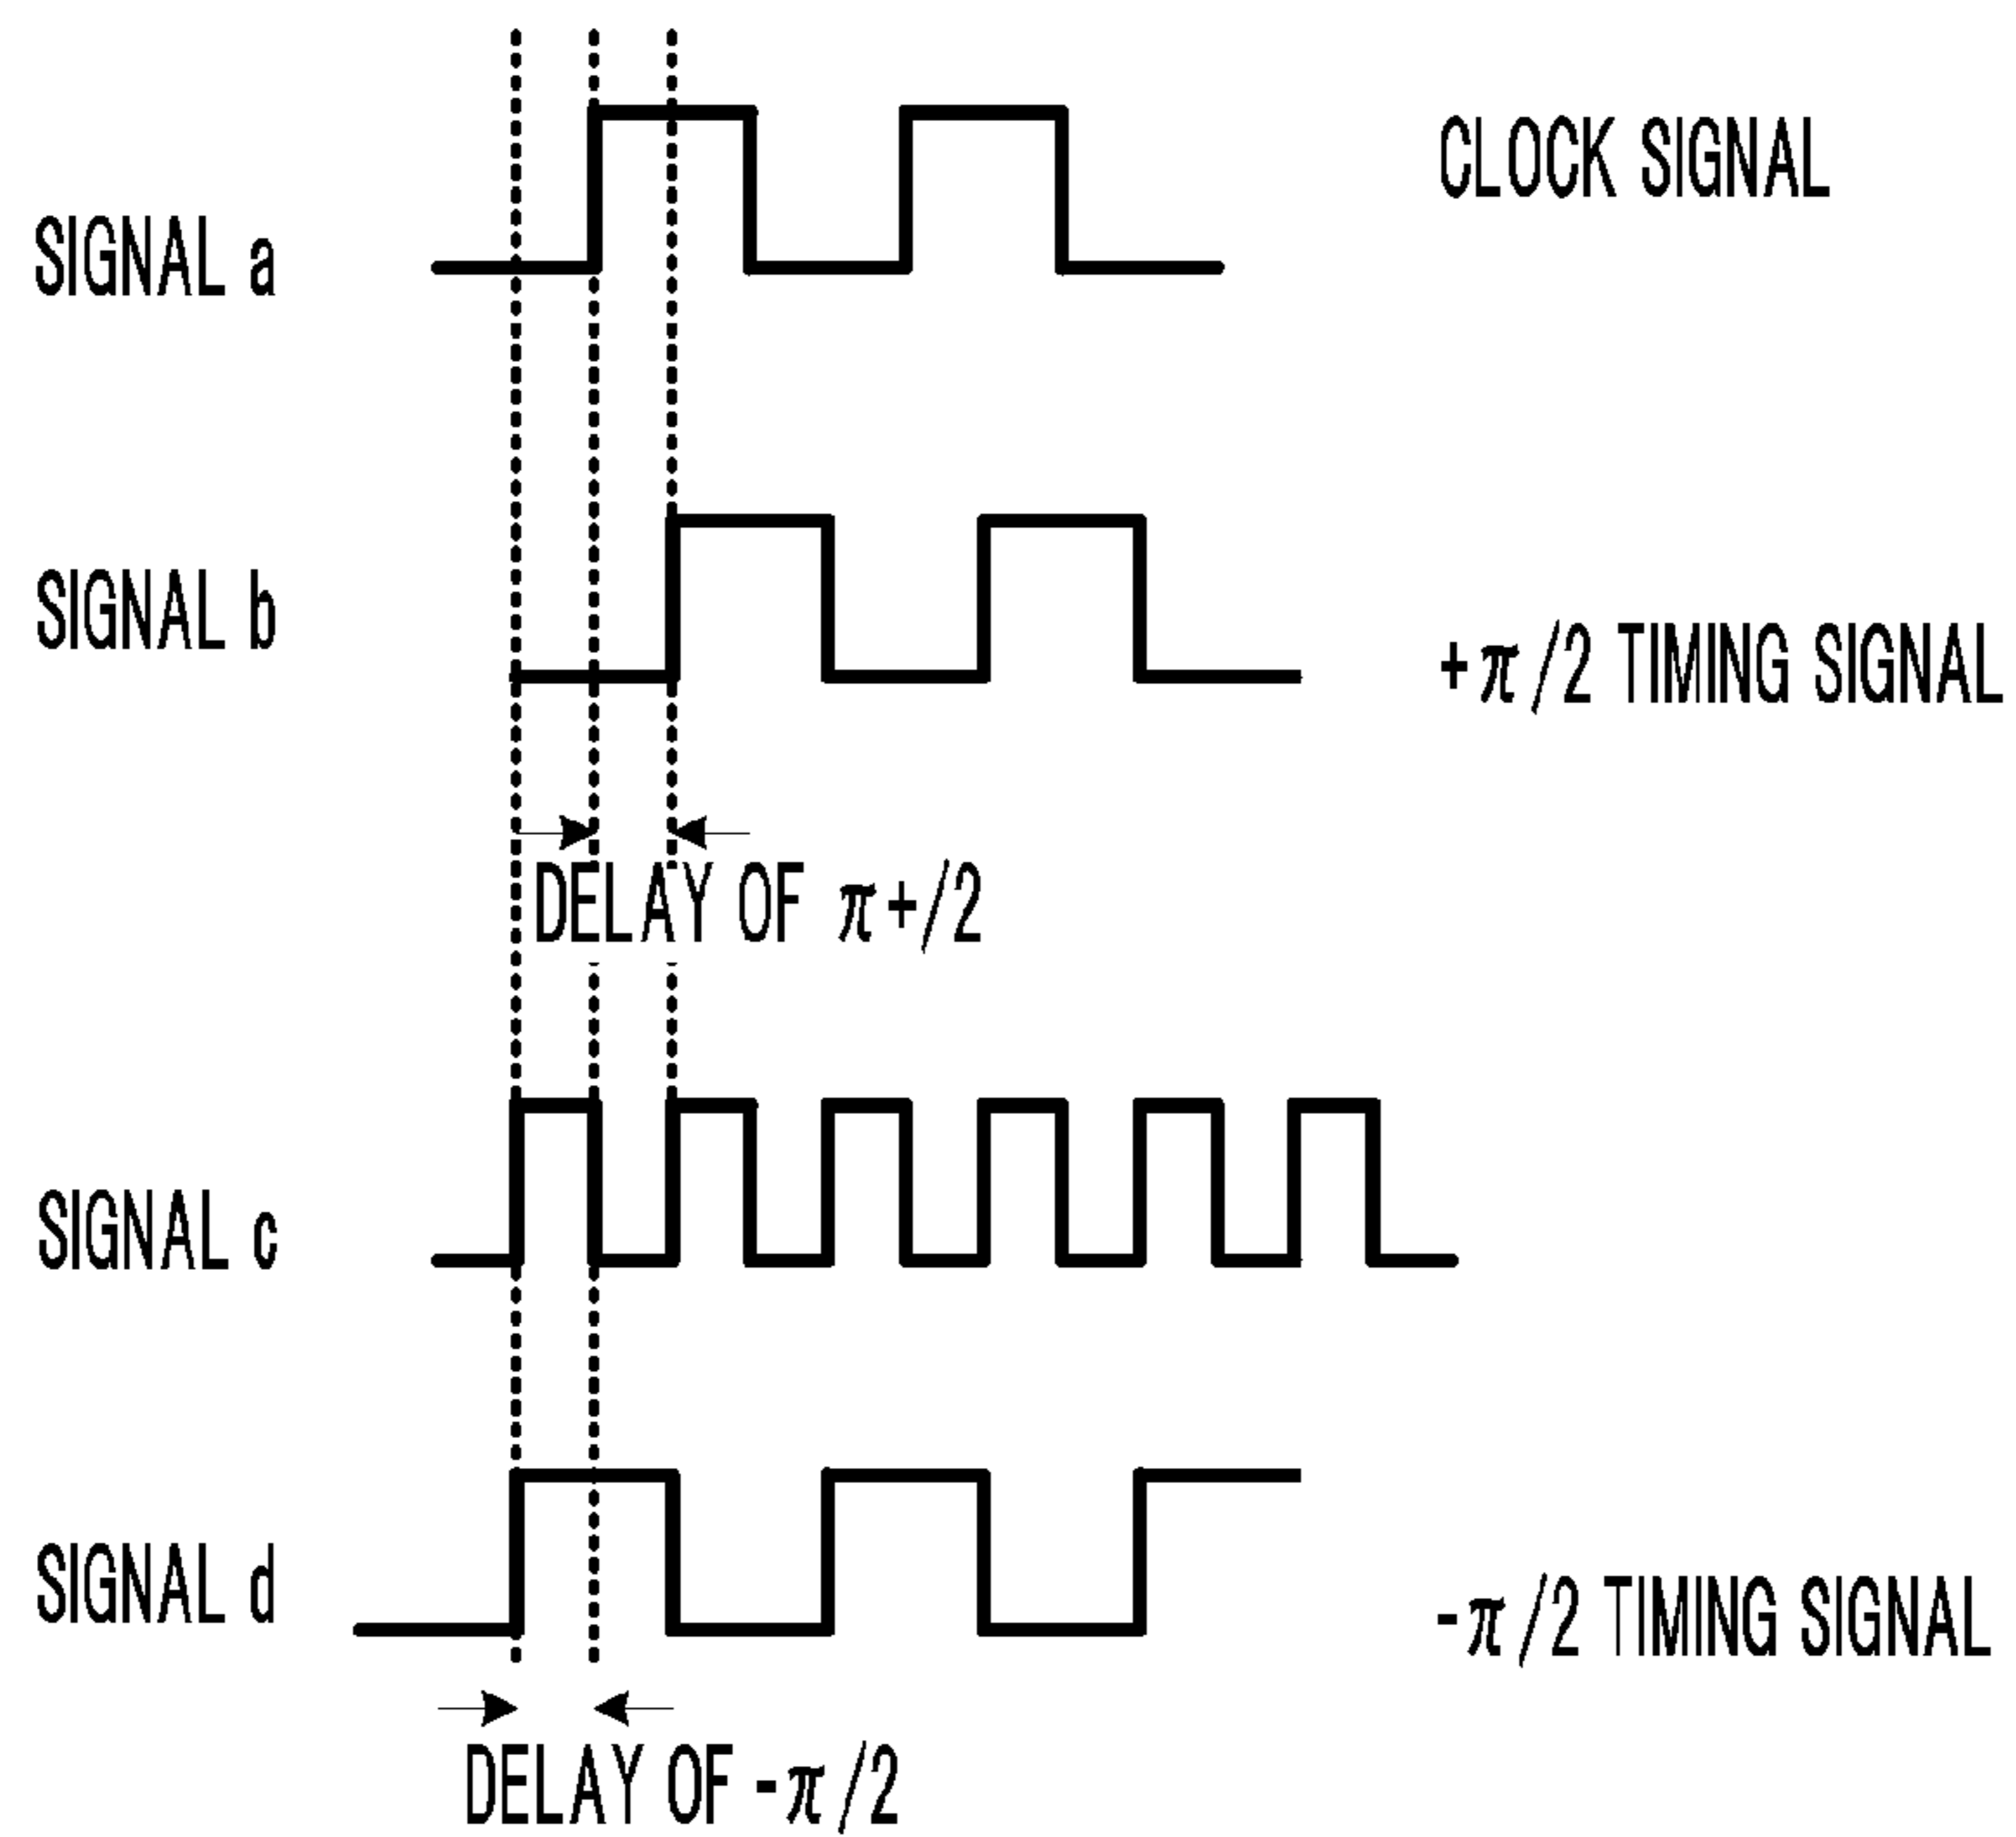 CLOCK SIGNAL
SIGNAL a
SIGNAL b
+π/2 TIMING SIGNAL
DELAY OF π+/2
SIGNAL c
SIGNAL d
-π/2 TIMING SIGNAL
DELAY OF -π/2